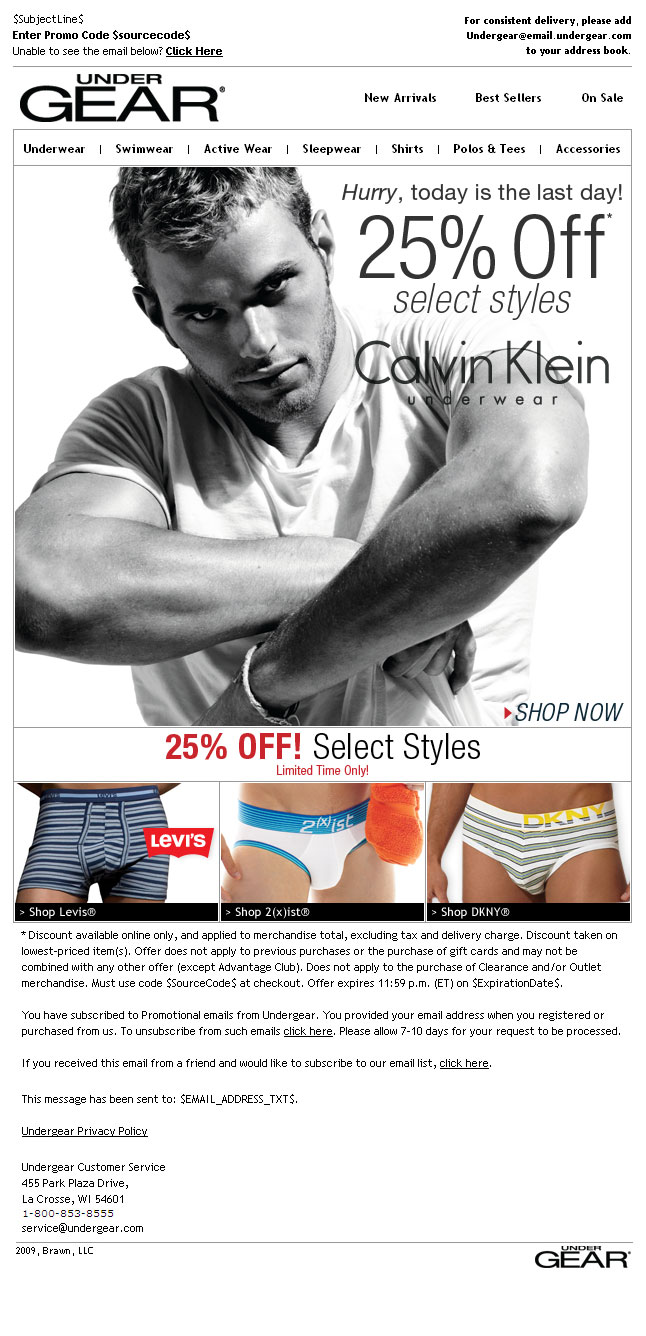 $SubjectLine$
Enter Promo Code $sourcecode$
Unable to see the email below? Click Here
For consistent delivery, please add
Undergear@email.undergear.com
to your address book.
UNDER
GEAR®
New Arrivals Best Sellers On Sale
Underwear | Swimwear | Active Wear | Sleepwear | Shirts | Polos & Tees | Accessories
Hurry, today is the last day!
25% Off*
select styles
Calvin Klein
underwear
SHOP NOW
25% OFF! Select Styles
Limited Time Only!
LEVI'S
LEVI'S
LEVI'S
2(x)ist
DKNY
> Shop Levis®
> Shop 2(x)ist®
> Shop DKNY®
* Discount available online only, and applied to merchandise total, excluding tax and delivery charge. Discount taken on
lowest-priced item(s). Offer does not apply to previous purchases or the purchase of gift cards and may not be
combined with any other offer (except Advantage Club). Does not apply to the purchase of Clearance and/or Outlet
merchandise. Must use code $SourceCode$ at checkout. Offer expires 11:59 p.m. (ET) on $ExpirationDate$.
You have subscribed to Promotional emails from Undergear. You provided your email address when you registered or
purchased from us. To unsubscribe from such emails click here. Please allow 7-10 days for your request to be processed.
If you received this email from a friend and would like to subscribe to our email list, click here.
This message has been sent to: $EMAIL_ADDRESS_TXT$.
Undergear Privacy Policy
Undergear Customer Service
455 Park Plaza Drive,
La Crosse, WI 54601
1-800-853-8555
service@undergear.com
2009, Brawn, LLC
UNDER
GEAR®